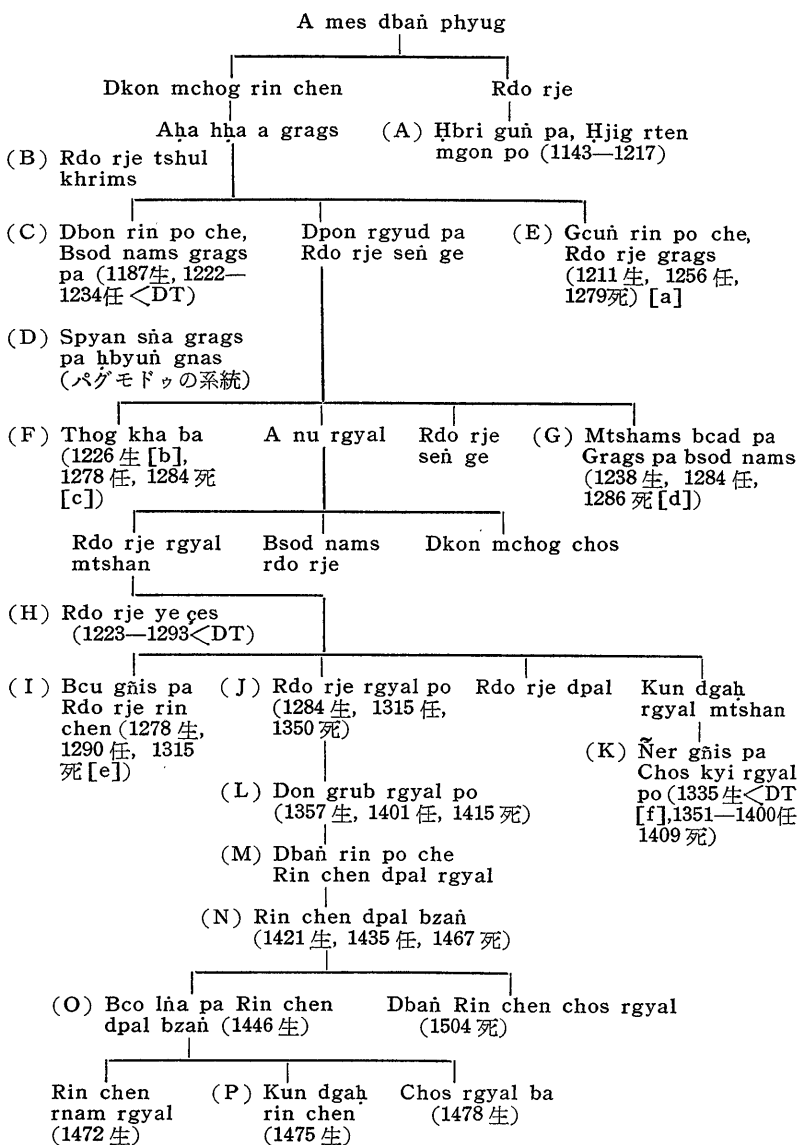 A mes dbaṅ phyug
Dkon mchog rin chen
Rdo rje
Aḥa hḥa a grags
(A) Ḥbri guṅ pa, Ḥjig rten
mgon po (1143—1217)
(B) Rdo rje tshul
khrims
(C) Dbon rin po che,
Bsod nams grags
pa (1187生, 1222—
1234任<DT)
Dpon rgyud pa
Rdo rje seṅ ge
(E) Gcuṅ rin po che,
Rdo rje grags
(1211生, 1256任,
1279死) [a]
(D) Spyan sṅa grags
pa ḥbyuṅ gnas
(パグモドゥの系統)
(F) Thog kha ba
(1226生[b],
1278任, 1284死
[c])
A nu rgyal
Rdo rje
seṅ ge
(G) Mtshams bcad pa
Grags pa bsod nams
(1238生, 1284任,
1286死[d])
Rdo rje rgyal
mtshan
Bsod nams
rdo rje
Dkon mchog chos
(H) Rdo rje ye çes
(1223—1293<DT)
(I) Bcu gñis pa
Rdo rje rin
chen (1278生,
1290任, 1315
死[e])
(J) Rdo rje rgyal po
(1284生, 1315任,
1350死)
Rdo rje dpal
Kun dgaḥ
rgyal mtshan
(K) Ñer gñis pa
Chos kyi rgyal
po (1335生<DT
[f],1351—1400任
1409死)
(L) Don grub rgyal po
(1357生, 1401任, 1415死)
(M) Dbaṅ rin po che
Rin chen dpal rgyal
(N) Rin chen dpal bzaṅ
(1421生, 1435任, 1467死)
(O) Bco lṅa pa Rin chen
dpal bzaṅ (1446生)
Dbaṅ Rin chen chos rgyal
(1504死)
Rin chen
rnam rgyal
(1472生)
(P) Kun dgaḥ
rin chen
(1475生)
Chos rgyal ba
(1478生)